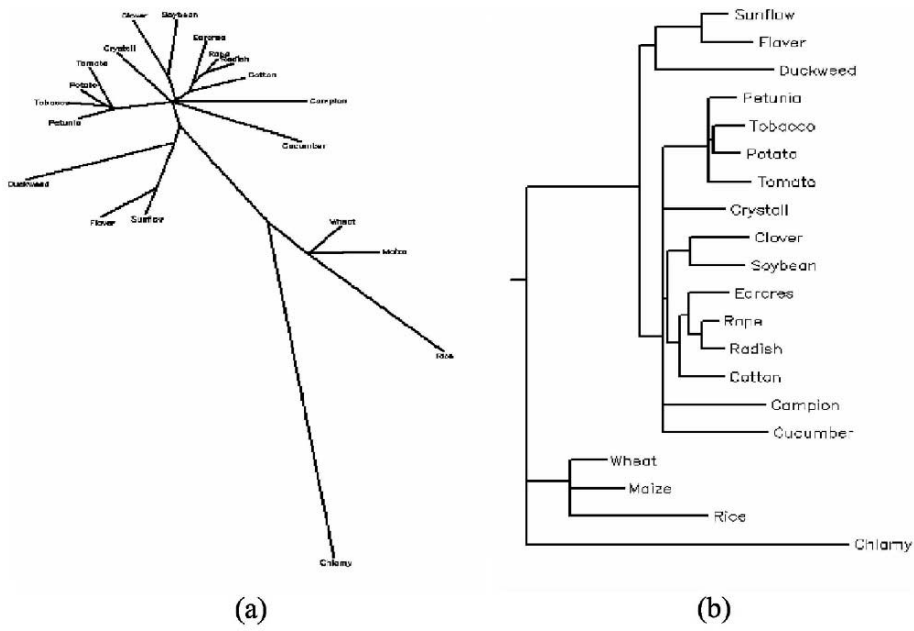 Clover
Soybean
Earcres
Crystall
Rape
Radish
Tomato
Cotton
Potato
Tobacco
Campion
Petunia
Cucumber
Duckweed
Flaver
Sunflow
Wheat
Maize
Rice
Chlamy
(a)
Sunflow
Flaver
Duckweed
Petunia
Tobacco
Potato
Tomato
Crystall
Clover
Soybean
Earcres
Rape
Radish
Cotton
Campion
Cucumber
Wheat
Maize
Rice
Chlamy
(b)